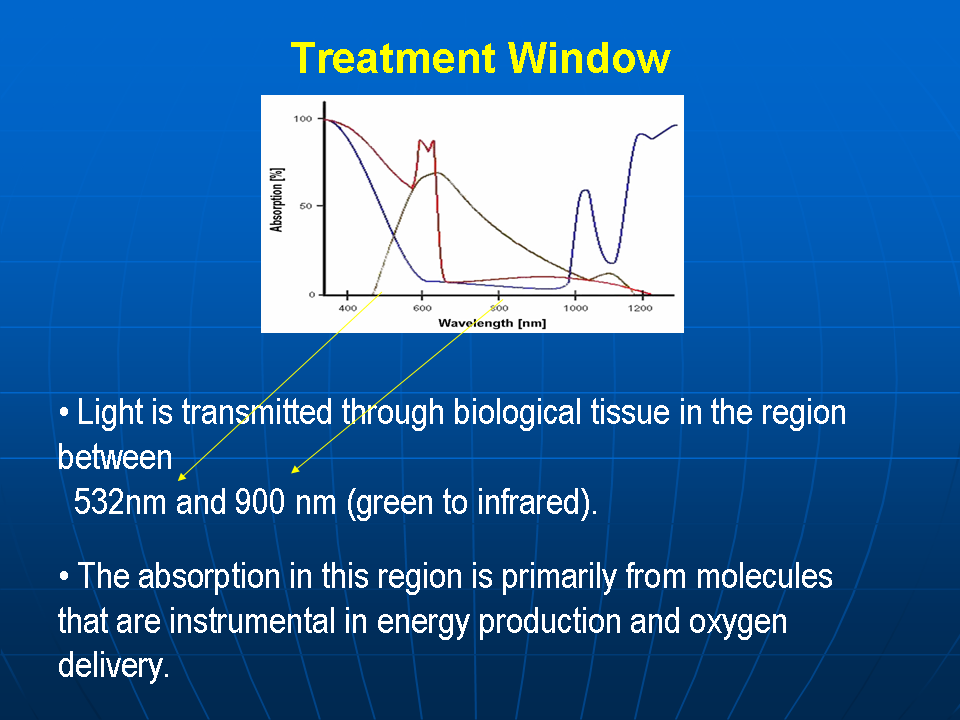 Treatment Window
100
50
0
Absorption [%]
400 600 800 1000 1200
Wavelength [nm]
• Light is transmitted through biological tissue in the region
between
532nm and 900 nm (green to infrared).
• The absorption in this region is primarily from molecules
that are instrumental in energy production and oxygen
delivery.